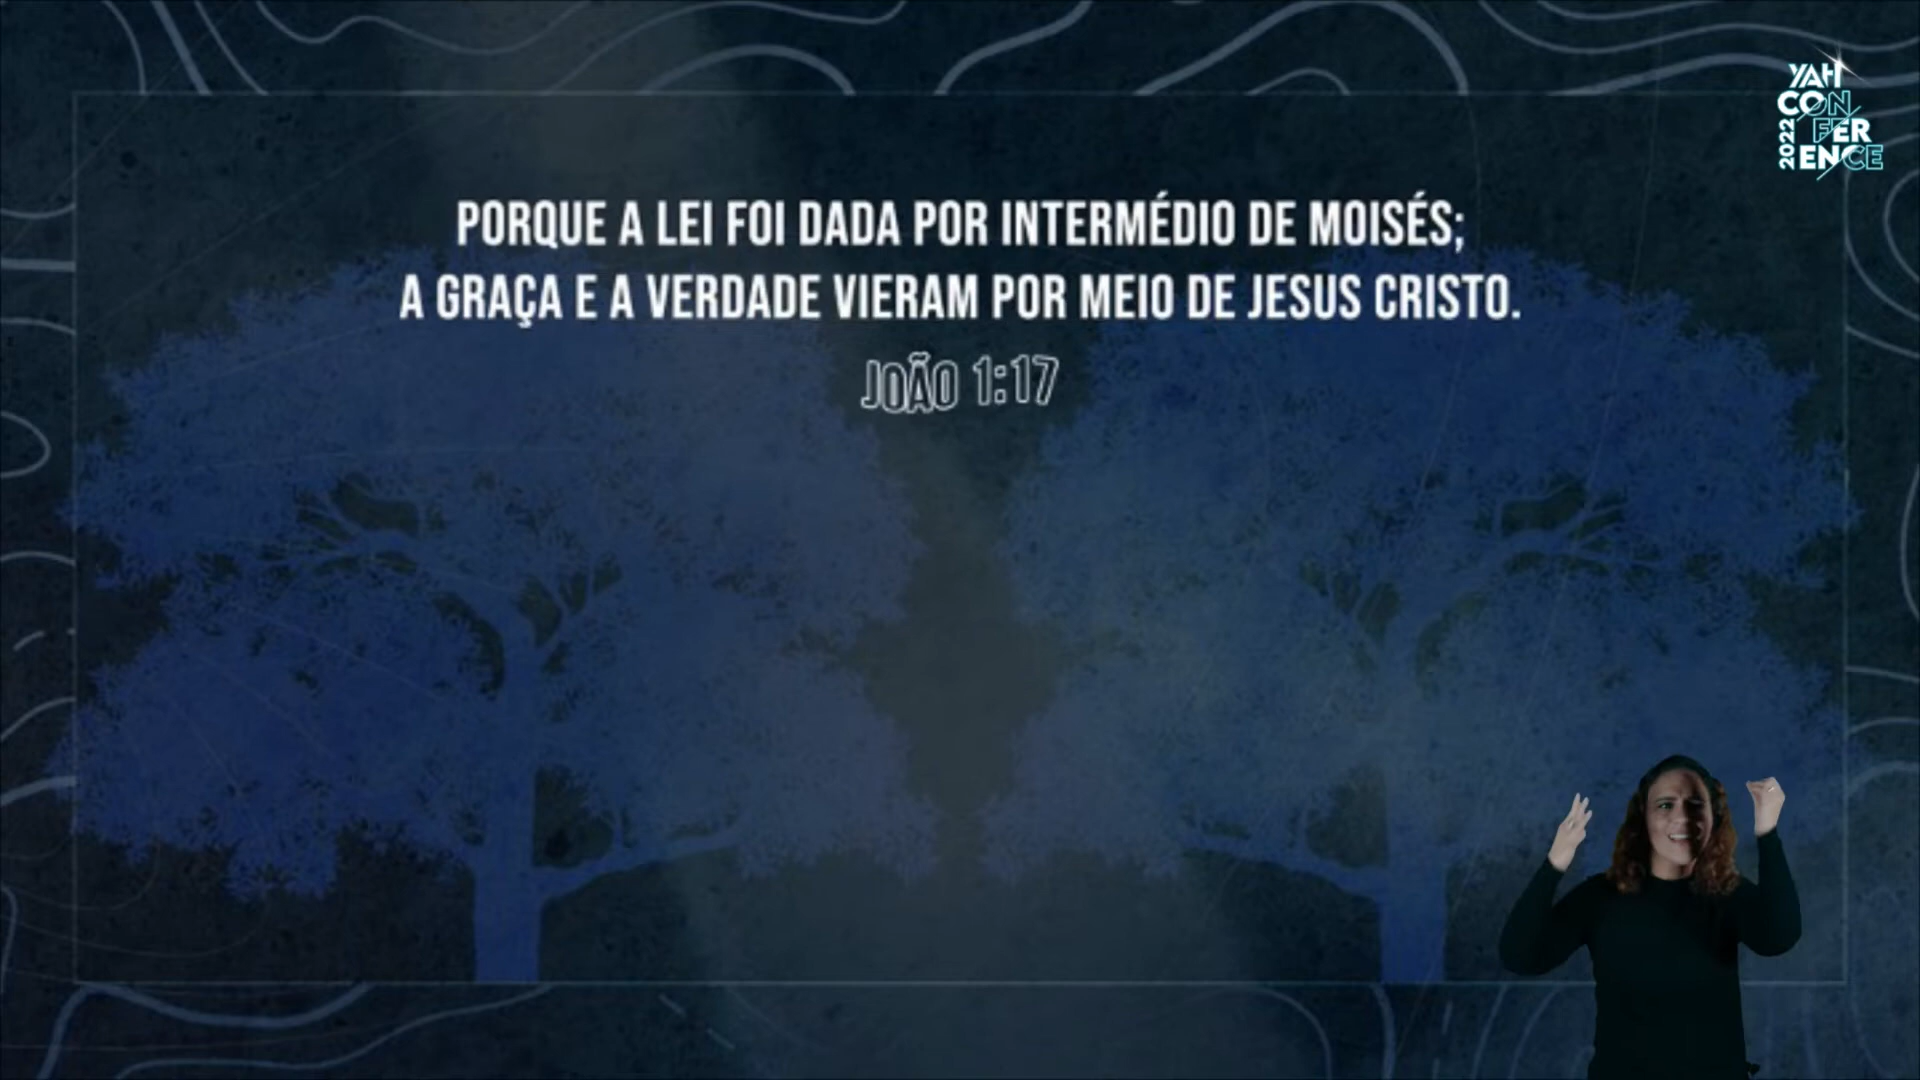 PORQUE A LEI FOI DADA POR INTERMÉDIO DE MOISÉS;
A GRAÇA E A VERDADE VIERAM POR MEIO DE JESUS CRISTO.
JOÃO 1:17
YAH
CON
FER
ENCE
2022